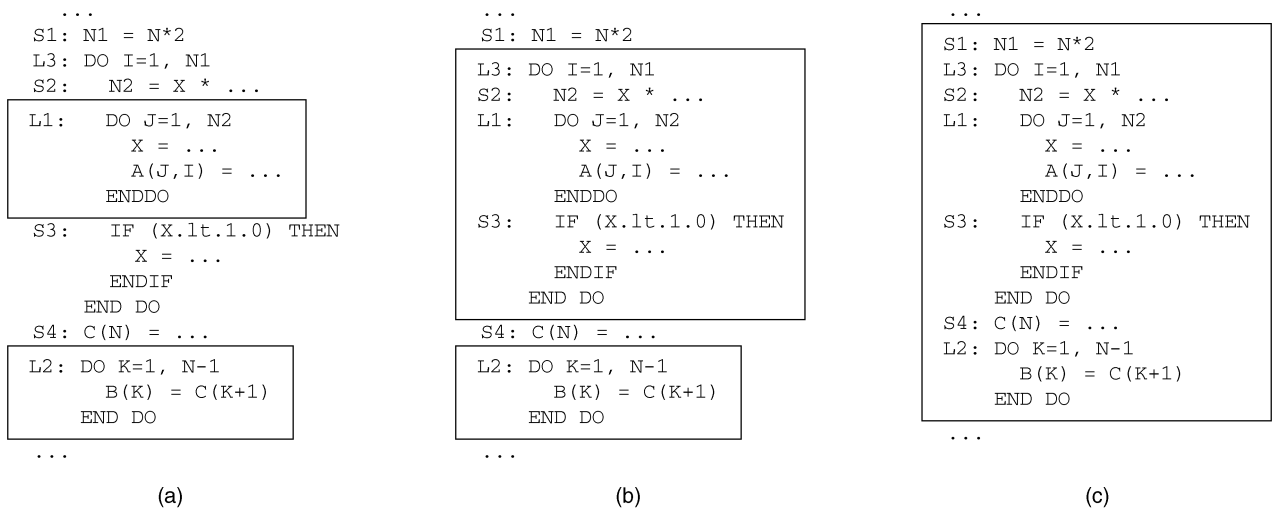 ...
S1: N1 = N*2
L3: DO I=1, N1
S2:   N2 = X * ...
L1:   DO J=1, N2
        X = ...
        A(J,I) = ...
      ENDDO
S3:   IF (X.lt.1.0) THEN
        X = ...
      ENDIF
    END DO
S4: C(N) = ...
L2: DO K=1, N-1
      B(K) = C(K+1)
    END DO
...
(a)
...
S1: N1 = N*2
L3: DO I=1, N1
S2:   N2 = X * ...
L1:   DO J=1, N2
        X = ...
        A(J,I) = ...
      ENDDO
S3:   IF (X.lt.1.0) THEN
        X = ...
      ENDIF
    END DO
S4: C(N) = ...
L2: DO K=1, N-1
      B(K) = C(K+1)
    END DO
...
(b)
...
S1: N1 = N*2
L3: DO I=1, N1
S2:   N2 = X * ...
L1:   DO J=1, N2
        X = ...
        A(J,I) = ...
      ENDDO
S3:   IF (X.lt.1.0) THEN
        X = ...
      ENDIF
    END DO
S4: C(N) = ...
L2: DO K=1, N-1
      B(K) = C(K+1)
    END DO
...
(c)